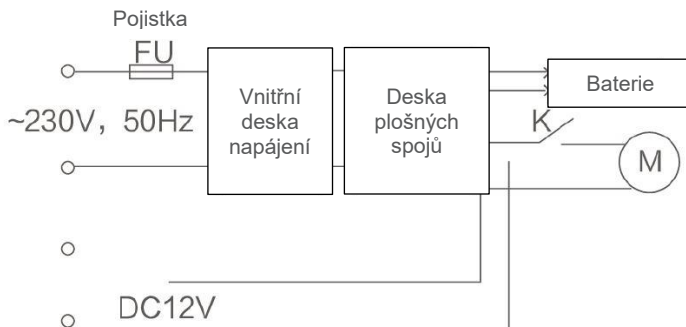 Pojistka
FU
~230V, 50Hz
Vnitřní
deska
napájení
Deska
plošných
spojů
Baterie
K
M
DC12V